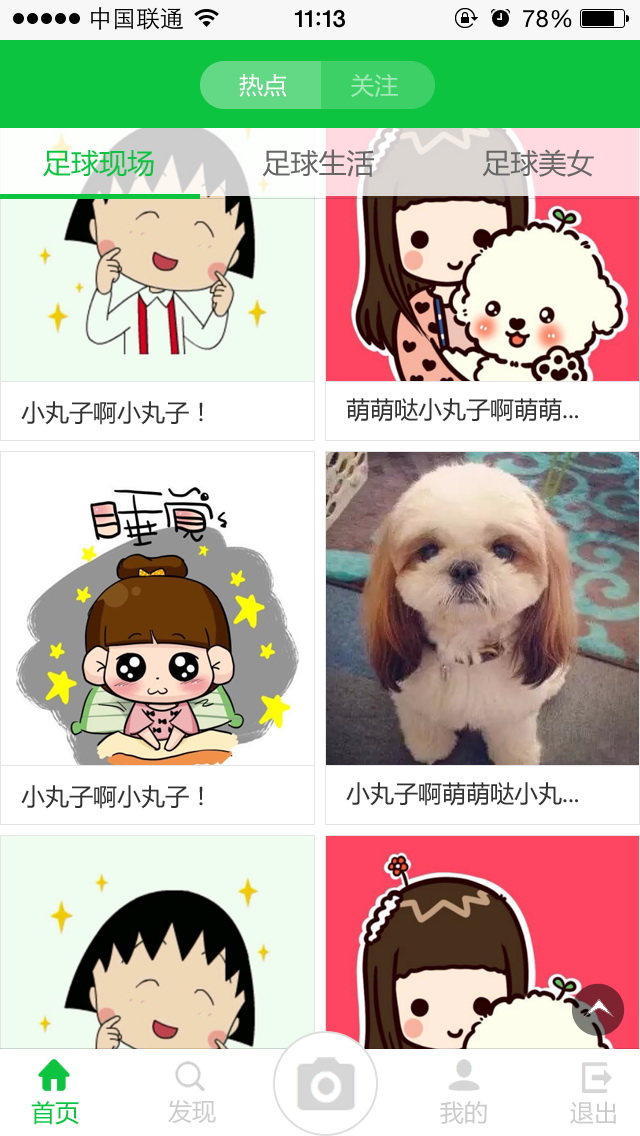 中国联通 11:13 78%
热点 关注
足球现场 足球生活 足球美女
小丸子啊小丸子！
萌萌哒小丸子啊萌萌...
睡觉
小丸子啊小丸子！
小丸子啊萌萌哒小丸...
首页 发现 我的 退出